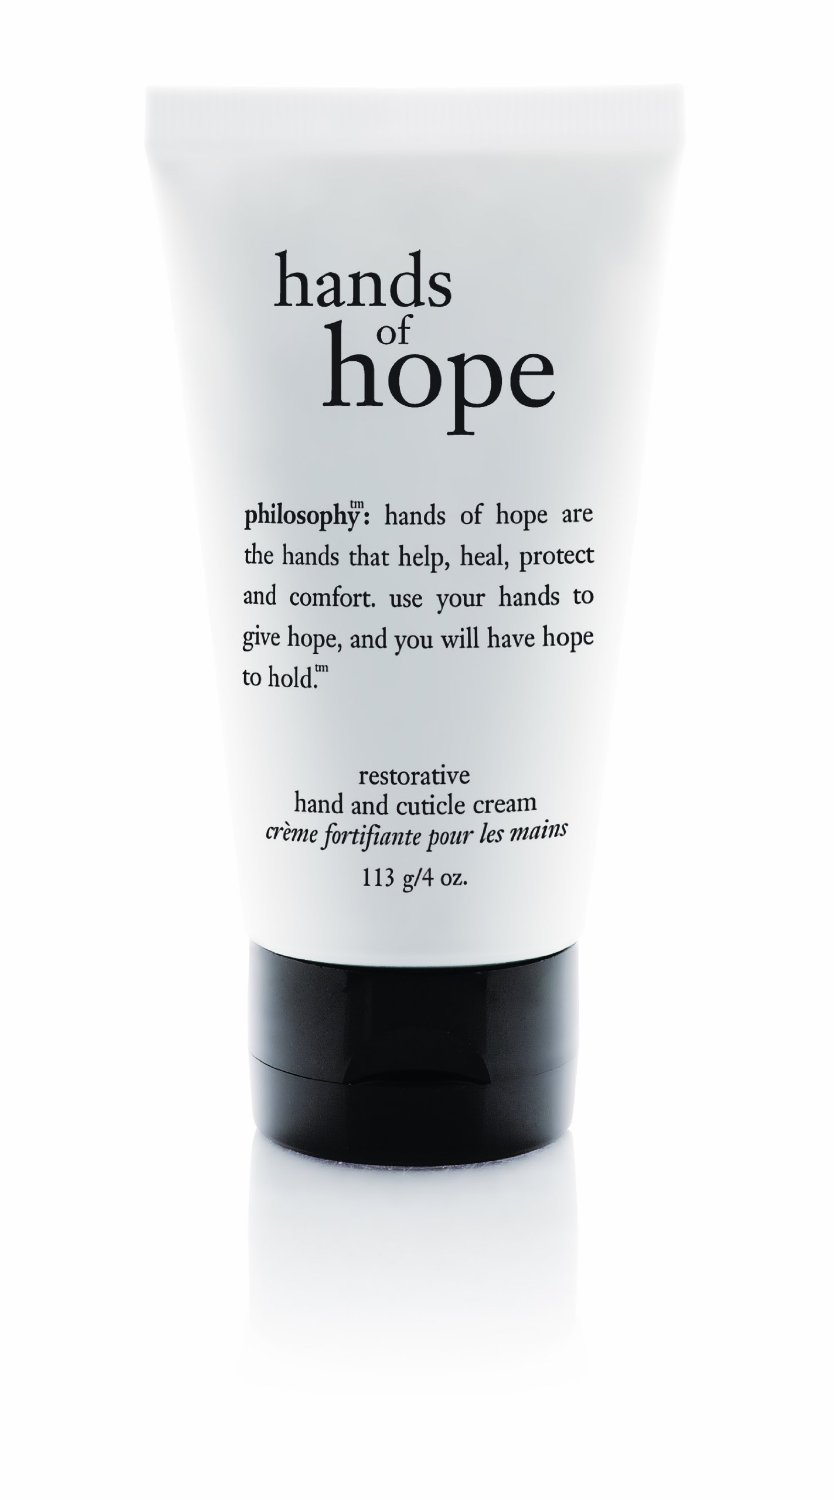 hands
of
hope
philosophy™: hands of hope are
the hands that help, heal, protect
and comfort. use your hands to
give hope, and you will have hope
to hold.™
restorative
hand and cuticle cream
crème fortifiante pour les mains
113 g/4 oz.